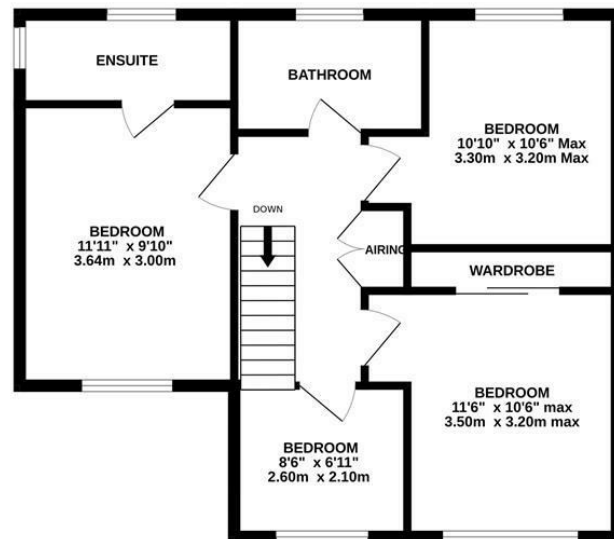 ENSUITE
BATHROOM
BEDROOM
10'10" x 10'6" Max
3.30m x 3.20m Max
BEDROOM
11'11" x 9'10"
3.64m x 3.00m
DOWN
AIRING
WARDROBE
BEDROOM
11'6" x 10'6" max
3.50m x 3.20m max
BEDROOM
8'6" x 6'11"
2.60m x 2.10m